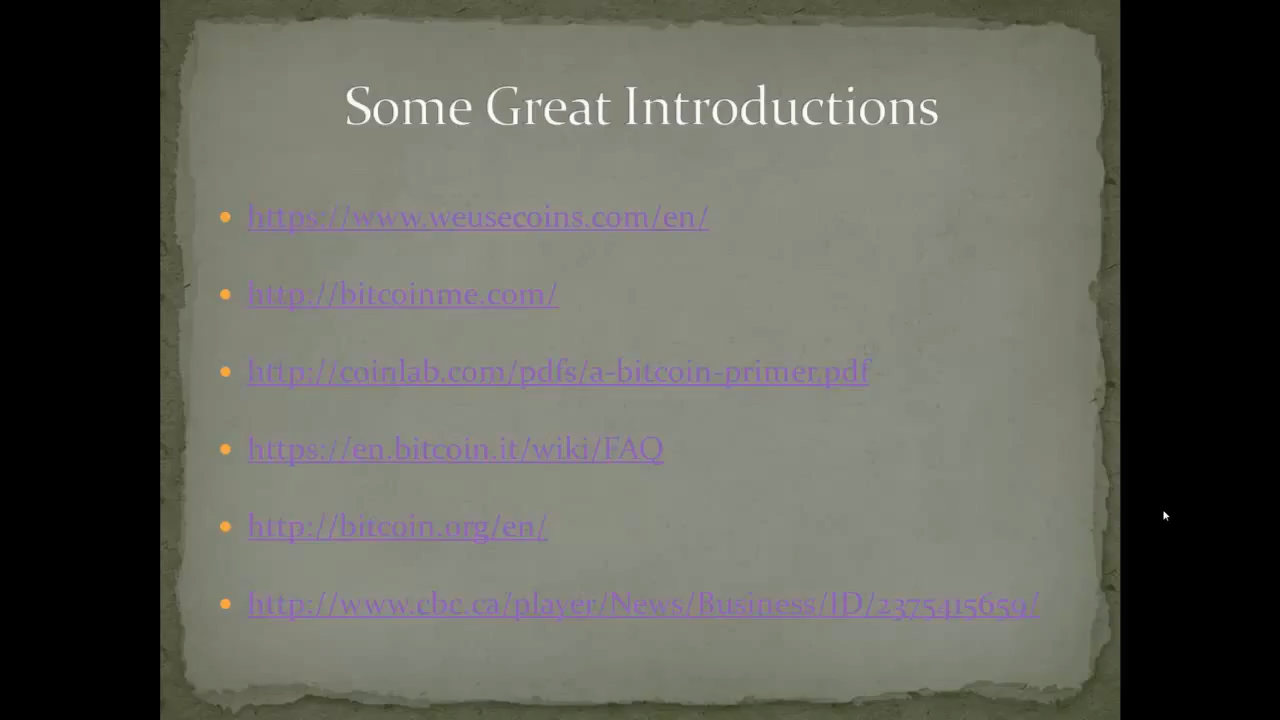 Some Great Introductions
https://www.weusecoins.com/en/
http://bitcoinme.com/
http://coinlab.com/pdfs/a-bitcoin-primer.pdf
https://en.bitcoin.it/wiki/FAQ
http://bitcoin.org/en/
http://www.cbc.ca/player/News/Business/ID/2375415650/